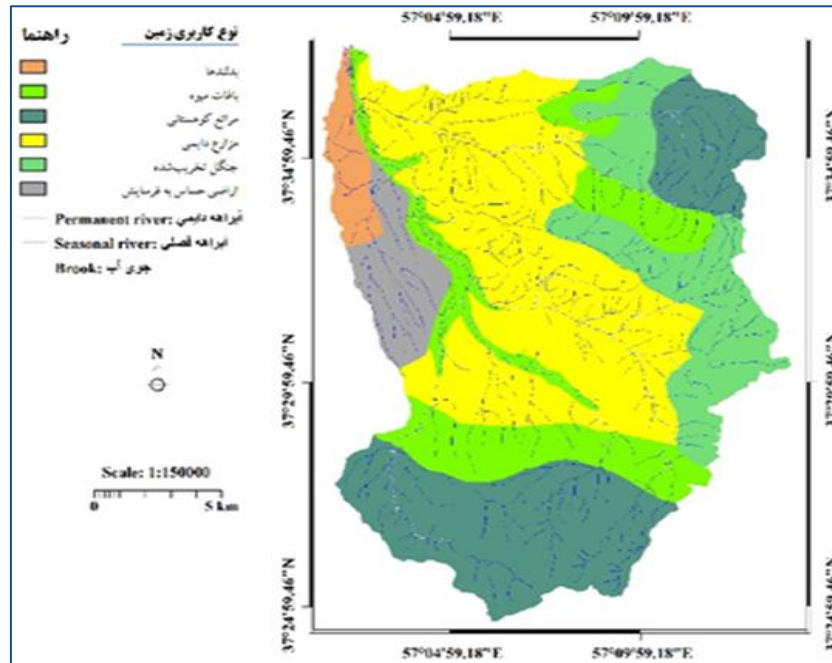 57°04'59,18"E 57°09'59,18"E
راهنما نوع کاربری زمین
بدلندها
باغات میوه
مراتع کوهستانی
مزارع دایمی
جنگل تخریب‌شده
اراضی حساس به فرسایش
Permanent river: آبراهه دایمی
Seasonal river: آبراهه فصلی
Brook: جوی آب
N
Scale: 1:150000
0 5 km
37°34'59,46"N
37°29'59,46"N
37°24'59,46"N
57°04'59,18"E 57°09'59,18"E